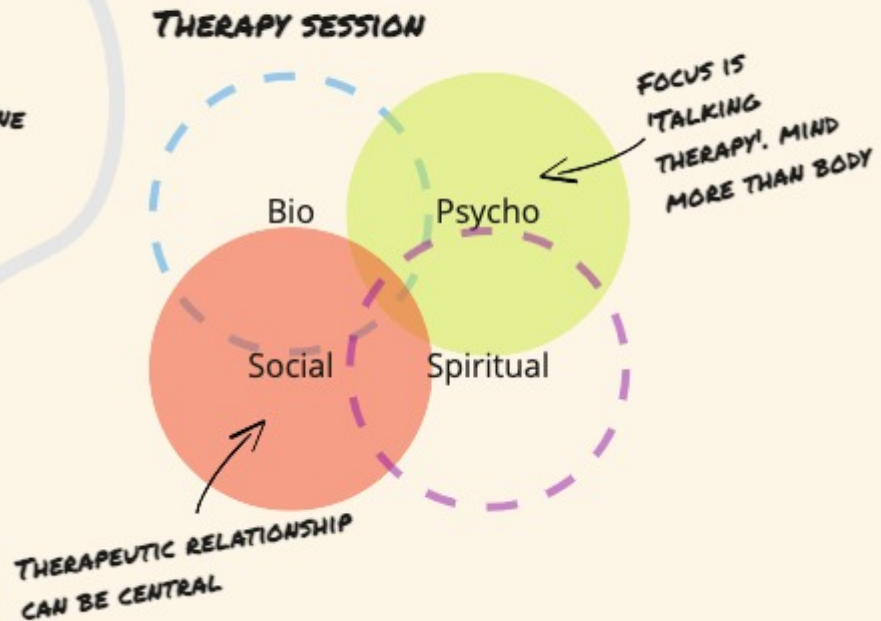 THERAPY SESSION
NE
FOCUS IS
'TALKING
THERAPY'. MIND
MORE THAN BODY
Bio
Psycho
Social
Spiritual
THERAPEUTIC RELATIONSHIP
CAN BE CENTRAL